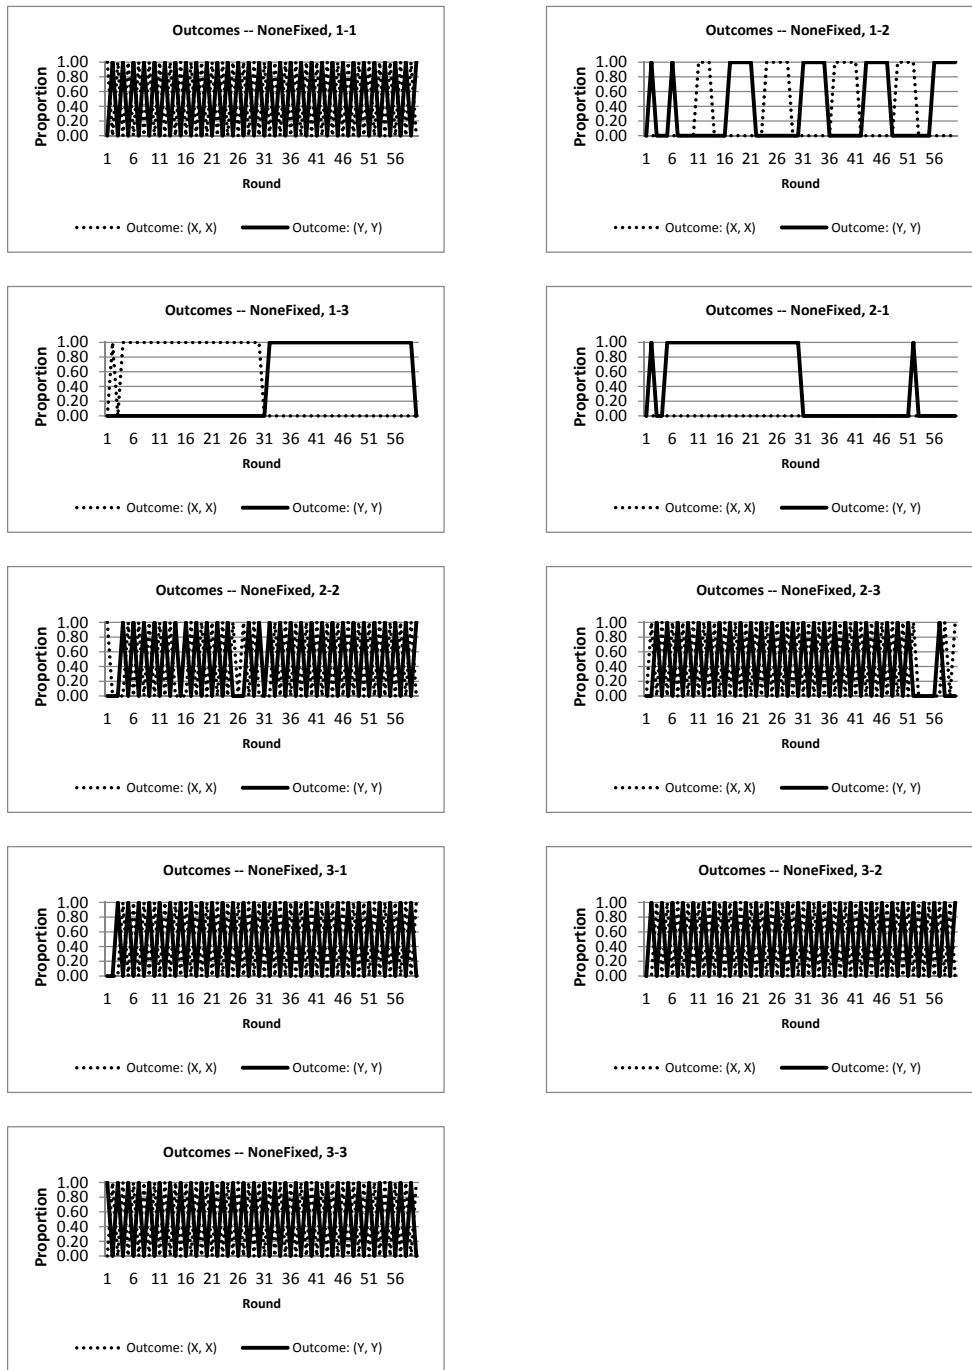 Outcomes -- NoneFixed, 1-1
1.00
0.80
0.60
0.40
0.20
0.00
Proportion
1 6 11 16 21 26 31 36 41 46 51 56
Round
Outcome: (X, X) Outcome: (Y, Y)
Outcomes -- NoneFixed, 1-2
1.00
0.80
0.60
0.40
0.20
0.00
Proportion
1 6 11 16 21 26 31 36 41 46 51 56
Round
Outcome: (X, X) Outcome: (Y, Y)
Outcomes -- NoneFixed, 1-3
1.00
0.80
0.60
0.40
0.20
0.00
Proportion
1 6 11 16 21 26 31 36 41 46 51 56
Round
Outcome: (X, X) Outcome: (Y, Y)
Outcomes -- NoneFixed, 2-1
1.00
0.80
0.60
0.40
0.20
0.00
Proportion
1 6 11 16 21 26 31 36 41 46 51 56
Round
Outcome: (X, X) Outcome: (Y, Y)
Outcomes -- NoneFixed, 2-2
1.00
0.80
0.60
0.40
0.20
0.00
Proportion
1 6 11 16 21 26 31 36 41 46 51 56
Round
Outcome: (X, X) Outcome: (Y, Y)
Outcomes -- NoneFixed, 2-3
1.00
0.80
0.60
0.40
0.20
0.00
Proportion
1 6 11 16 21 26 31 36 41 46 51 56
Round
Outcome: (X, X) Outcome: (Y, Y)
Outcomes -- NoneFixed, 3-1
1.00
0.80
0.60
0.40
0.20
0.00
Proportion
1 6 11 16 21 26 31 36 41 46 51 56
Round
Outcome: (X, X) Outcome: (Y, Y)
Outcomes -- NoneFixed, 3-2
1.00
0.80
0.60
0.40
0.20
0.00
Proportion
1 6 11 16 21 26 31 36 41 46 51 56
Round
Outcome: (X, X) Outcome: (Y, Y)
Outcomes -- NoneFixed, 3-3
1.00
0.80
0.60
0.40
0.20
0.00
Proportion
1 6 11 16 21 26 31 36 41 46 51 56
Round
Outcome: (X, X) Outcome: (Y, Y)